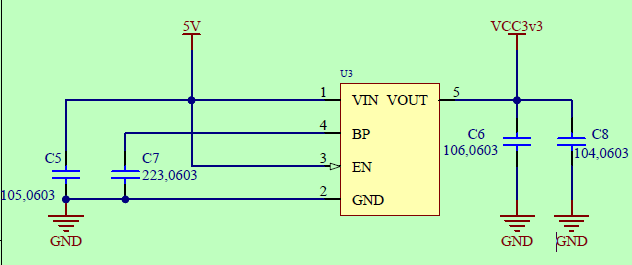 5V
VCC3v3
U3
1 VIN VOUT 5
4 BP
3 EN
2 GND
C5
105,0603
C7
223,0603
C6
106,0603
C8
104,0603
GND
GND
GND